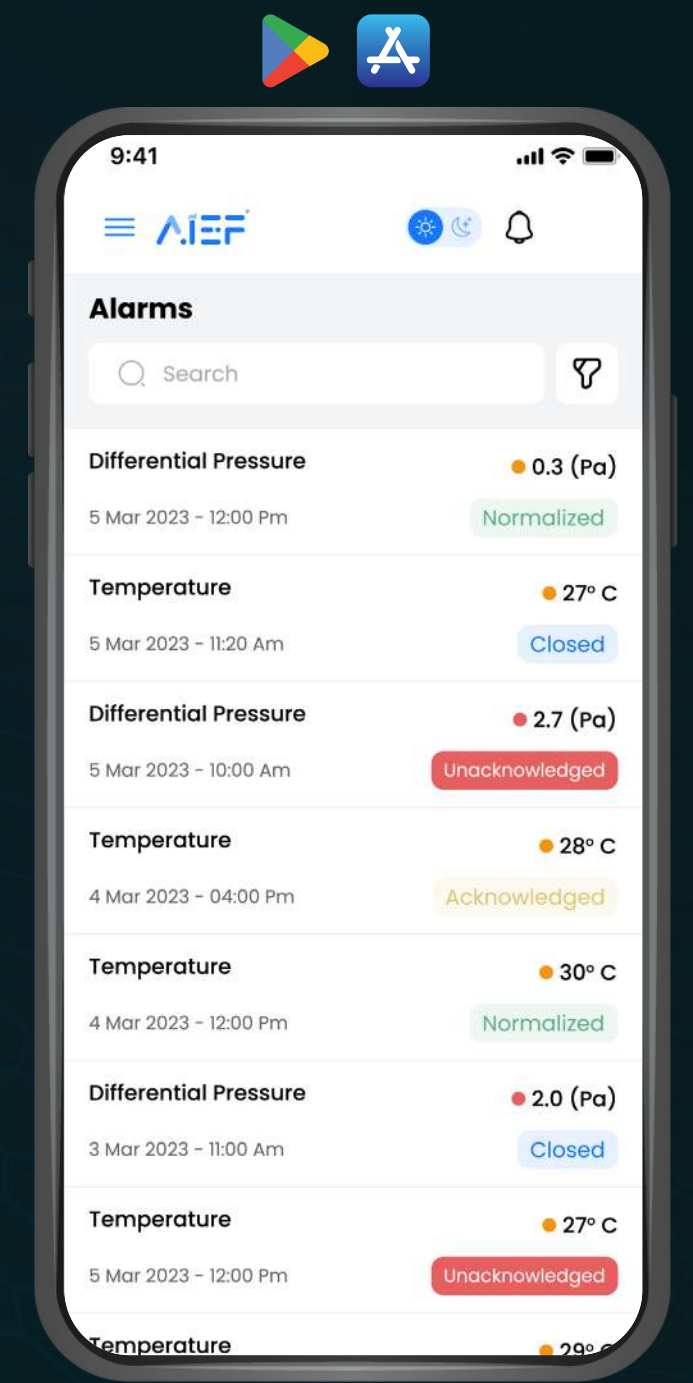 9:41
AIEF
Alarms
Search
Differential Pressure
0.3 (Pa)
5 Mar 2023 - 12:00 Pm
Normalized
Temperature
27° C
5 Mar 2023 - 11:20 Am
Closed
Differential Pressure
2.7 (Pa)
5 Mar 2023 - 10:00 Am
Unacknowledged
Temperature
28° C
4 Mar 2023 - 04:00 Pm
Acknowledged
Temperature
30° C
4 Mar 2023 - 12:00 Pm
Normalized
Differential Pressure
2.0 (Pa)
3 Mar 2023 - 11:00 Am
Closed
Temperature
27° C
5 Mar 2023 - 12:00 Pm
Unacknowledged
Temperature
29° C